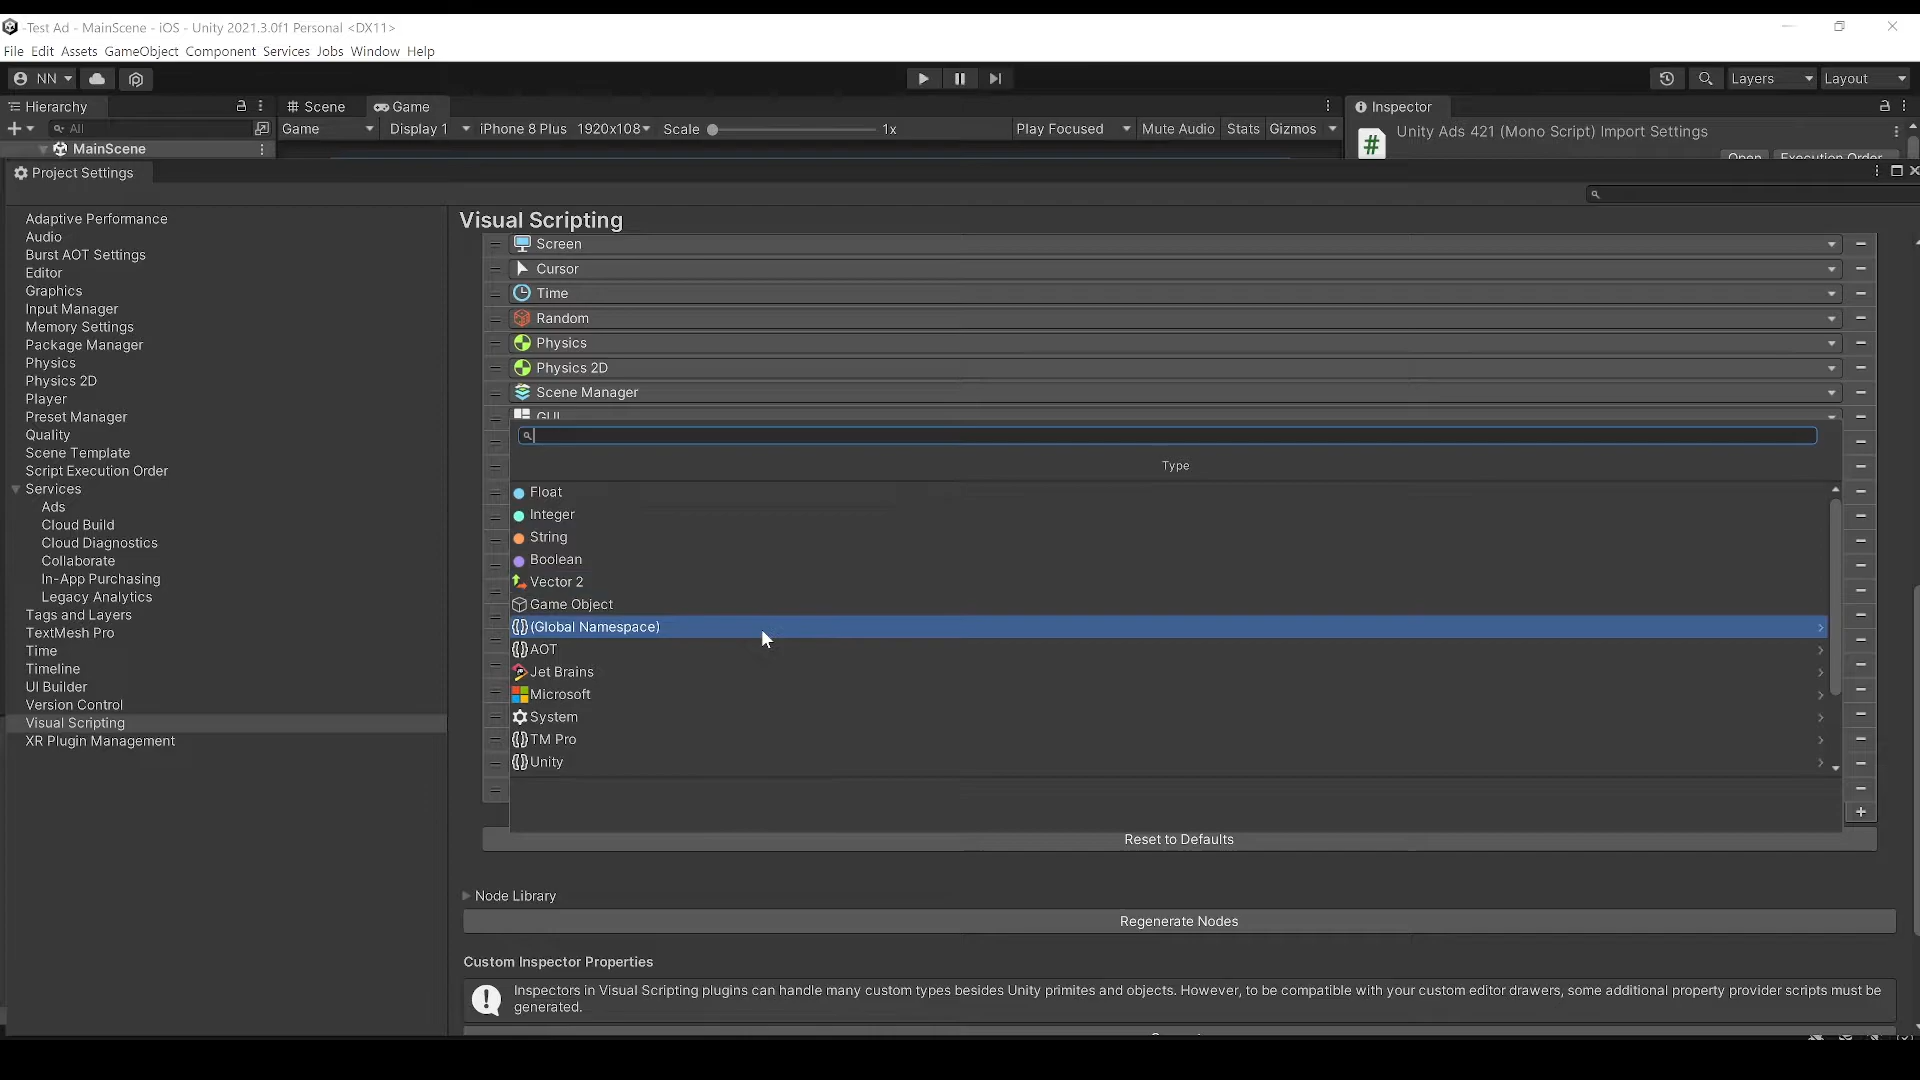 -Test Ad - MainScene - iOS - Unity 2021.3.0f1 Personal <DX11>
File Edit Assets GameObject Component Services Jobs Window Help
NN Layers Layout
Hierarchy Scene Game Inspector
All Game Display 1 iPhone 8 Plus 1920x108 Scale 1x Play Focused Mute Audio Stats Gizmos
Unity Ads 421 (Mono Script) Import Settings
MainScene
Open Execution Order
Project Settings
Adaptive Performance
Audio
Burst AOT Settings
Editor
Graphics
Input Manager
Memory Settings
Package Manager
Physics
Physics 2D
Player
Preset Manager
Quality
Scene Template
Script Execution Order
Services
Ads
Cloud Build
Cloud Diagnostics
Collaborate
In-App Purchasing
Legacy Analytics
Tags and Layers
TextMesh Pro
Time
Timeline
UI Builder
Version Control
Visual Scripting
XR Plugin Management
Visual Scripting
Screen
Cursor
Time
Random
Physics
Physics 2D
Scene Manager
GUI
Type
Float
Integer
String
Boolean
Vector 2
Game Object
(Global Namespace)
AOT
Jet Brains
Microsoft
System
TM Pro
Unity
Reset to Defaults
Node Library
Regenerate Nodes
Custom Inspector Properties
Inspectors in Visual Scripting plugins can handle many custom types besides Unity primites and objects. However, to be compatible with your custom editor drawers, some additional property provider scripts must be
generated.